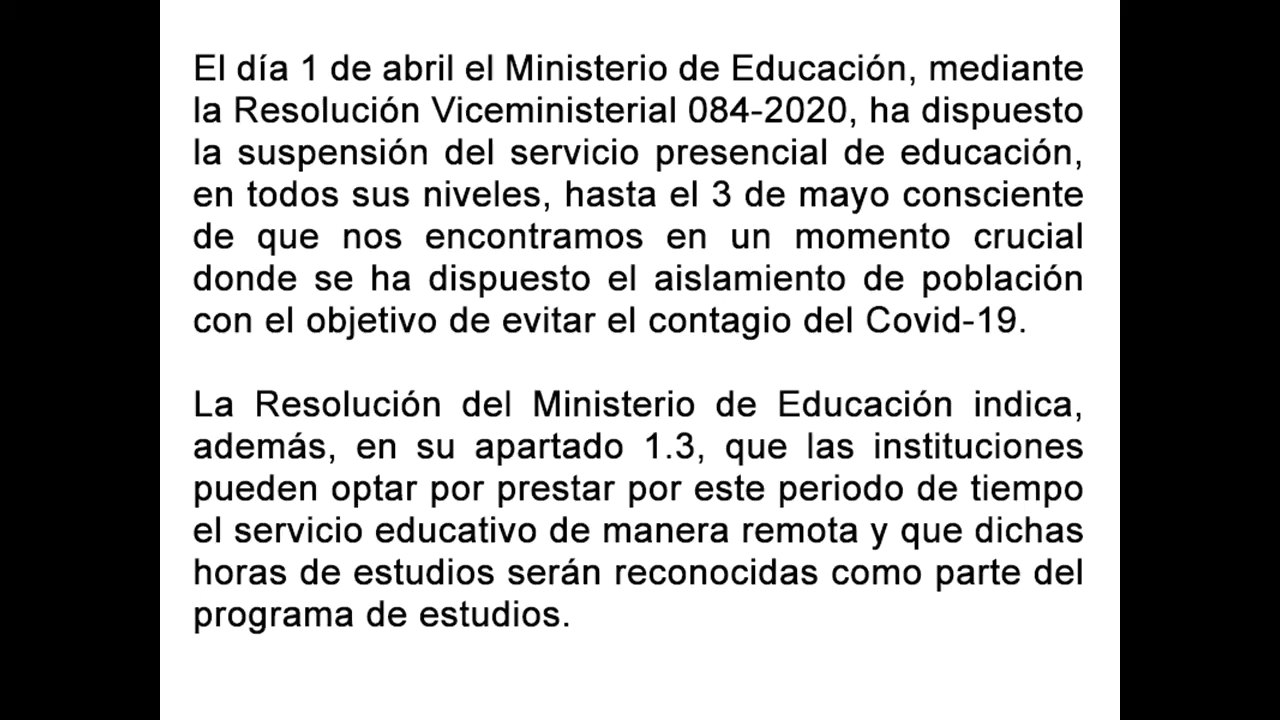 El día 1 de abril el Ministerio de Educación, mediante
la Resolución Viceministerial 084-2020, ha dispuesto
la suspensión del servicio presencial de educación,
en todos sus niveles, hasta el 3 de mayo consciente
de que nos encontramos en un momento crucial
donde se ha dispuesto el aislamiento de población
con el objetivo de evitar el contagio del Covid-19.
La Resolución del Ministerio de Educación indica,
además, en su apartado 1.3, que las instituciones
pueden optar por prestar por este periodo de tiempo
el servicio educativo de manera remota y que dichas
horas de estudios serán reconocidas como parte del
programa de estudios.